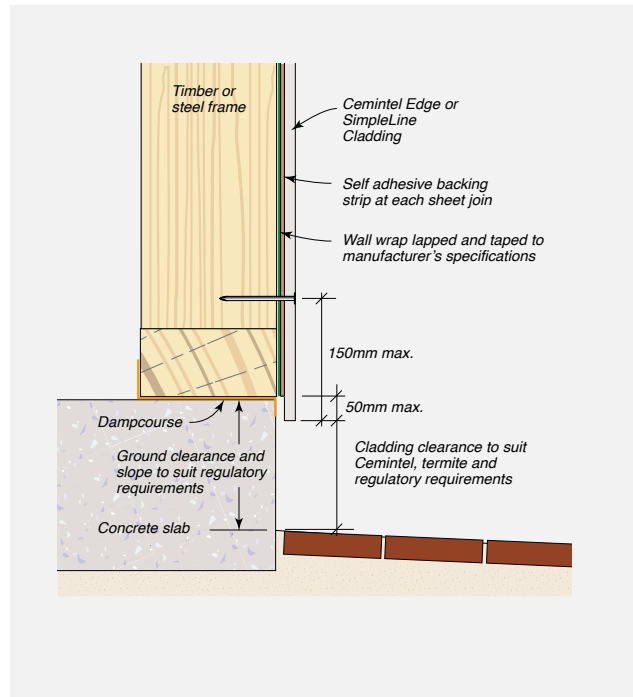 Timber or
steel frame
Cemintel Edge or
SimpleLine
Cladding
Self adhesive backing
strip at each sheet join
Wall wrap lapped and taped to
manufacturer's specifications
150mm max.
50mm max.
Dampcourse
Ground clearance and
slope to suit regulatory
requirements
Cladding clearance to suit
Cemintel, termite and
regulatory requirements
Concrete slab